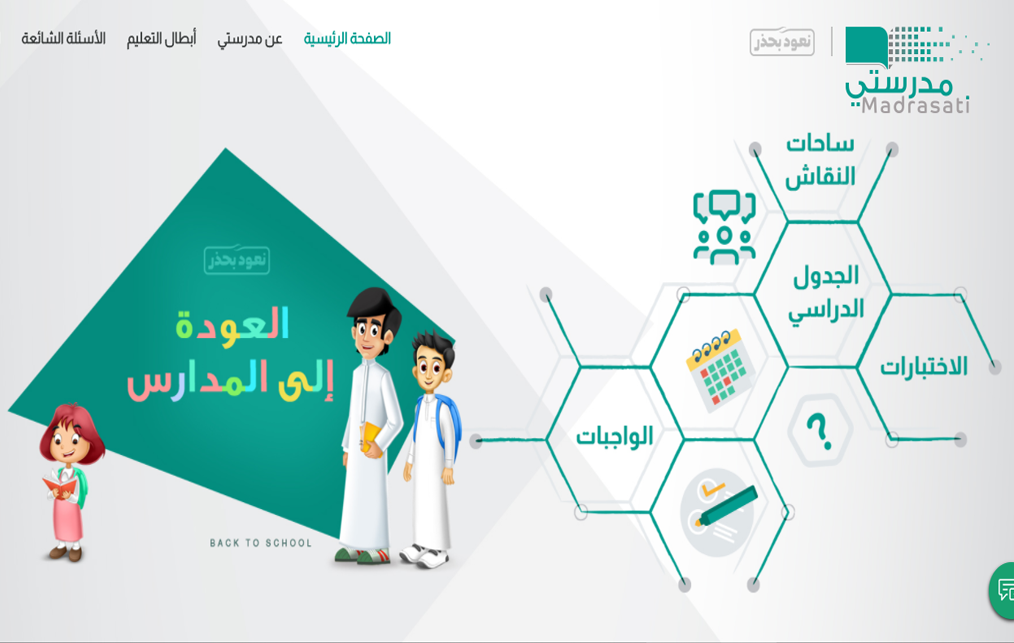 مدرستي
Madrasati
نعود بحذر
الصفحة الرئيسية
عن مدرستي
أبطال التعليم
الأسئلة الشائعة
ساحات
النقاش
الجدول
الدراسي
الاختبارات
?
الواجبات
نعود بحذر
العودة
إلى المدارس
BACK TO SCHOOL